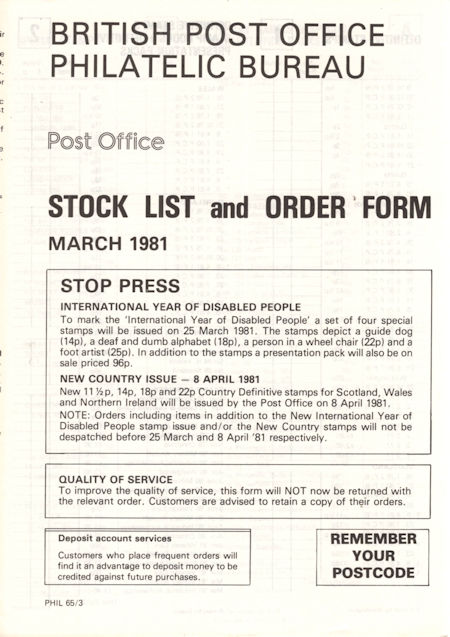 BRITISH POST OFFICE
PHILATELIC BUREAU
Post Office
STOCK LIST and ORDER FORM
MARCH 1981
STOP PRESS
INTERNATIONAL YEAR OF DISABLED PEOPLE
To mark the 'International Year of Disabled People' a set of four special
stamps will be issued on 25 March 1981. The stamps depict a guide dog
(14p), a deaf and dumb alphabet (18p), a person in a wheel chair (22p) and a
foot artist (25p). In addition to the stamps a presentation pack will also be on
sale priced 96p.
NEW COUNTRY ISSUE – 8 APRIL 1981
New 11½p, 14p, 18p and 22p Country Definitive stamps for Scotland, Wales
and Northern Ireland will be issued by the Post Office on 8 April 1981.
NOTE: Orders including items in addition to the New International Year of
Disabled People stamp issue and/or the New Country stamps will not be
despatched before 25 March and 8 April '81 respectively.
QUALITY OF SERVICE
To improve the quality of service, this form will NOT now be returned with
the relevant order. Customers are advised to retain a copy of their orders.
Deposit account services
Customers who place frequent orders will
find it an advantage to deposit money to be
credited against future purchases.
REMEMBER
YOUR
POSTCODE
PHIL 65/3